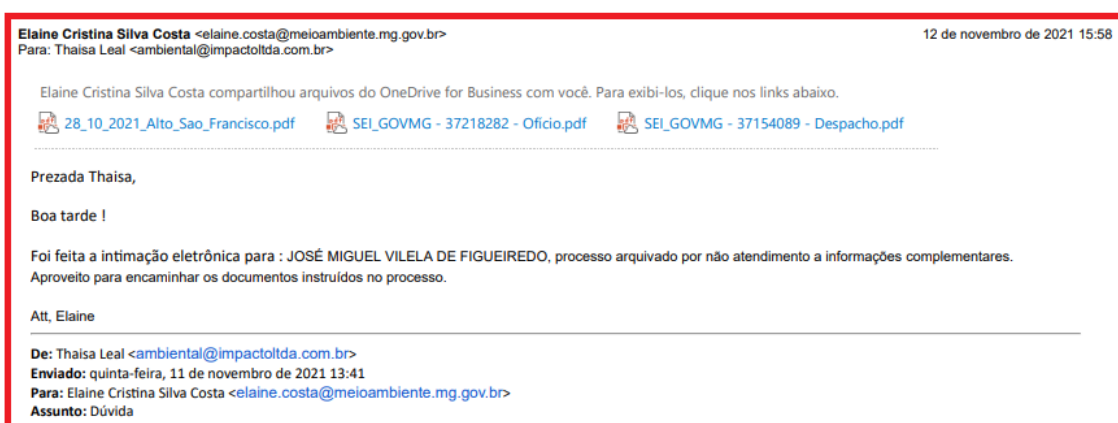 Elaine Cristina Silva Costa <elaine.costa@meioambiente.mg.gov.br> 12 de novembro de 2021 15:58
Para: Thaisa Leal <ambiental@impactoltda.com.br>
Elaine Cristina Silva Costa compartilhou arquivos do OneDrive for Business com você. Para exibi-los, clique nos links abaixo.
28_10_2021_Alto_Sao_Francisco.pdf SEI_GOVMG - 37218282 - Oficio.pdf SEI_GOVMG - 37154089 - Despacho.pdf
Prezada Thaisa,
Boa tarde !
Foi feita a intimação eletrônica para : JOSÉ MIGUEL VILELA DE FIGUEIREDO, processo arquivado por não atendimento a informações complementares.
Aproveito para encaminhar os documentos instruídos no processo.
Att, Elaine
De: Thaisa Leal <ambiental@impactoltda.com.br>
Enviado: quinta-feira, 11 de novembro de 2021 13:41
Para: Elaine Cristina Silva Costa <elaine.costa@meioambiente.mg.gov.br>
Assunto: Dúvida